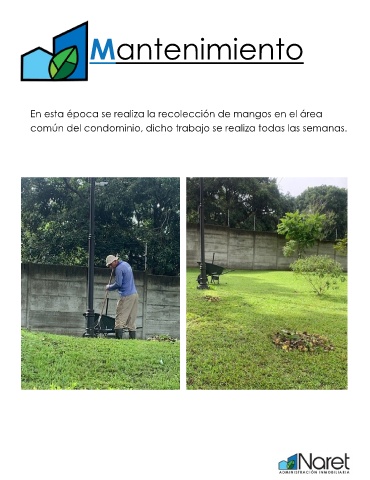 Mantenimiento
En esta época se realiza la recolección de mangos en el área
común del condominio, dicho trabajo se realiza todas las semanas.
Naret
ADMINISTRACIÓN INMOBILIARIA